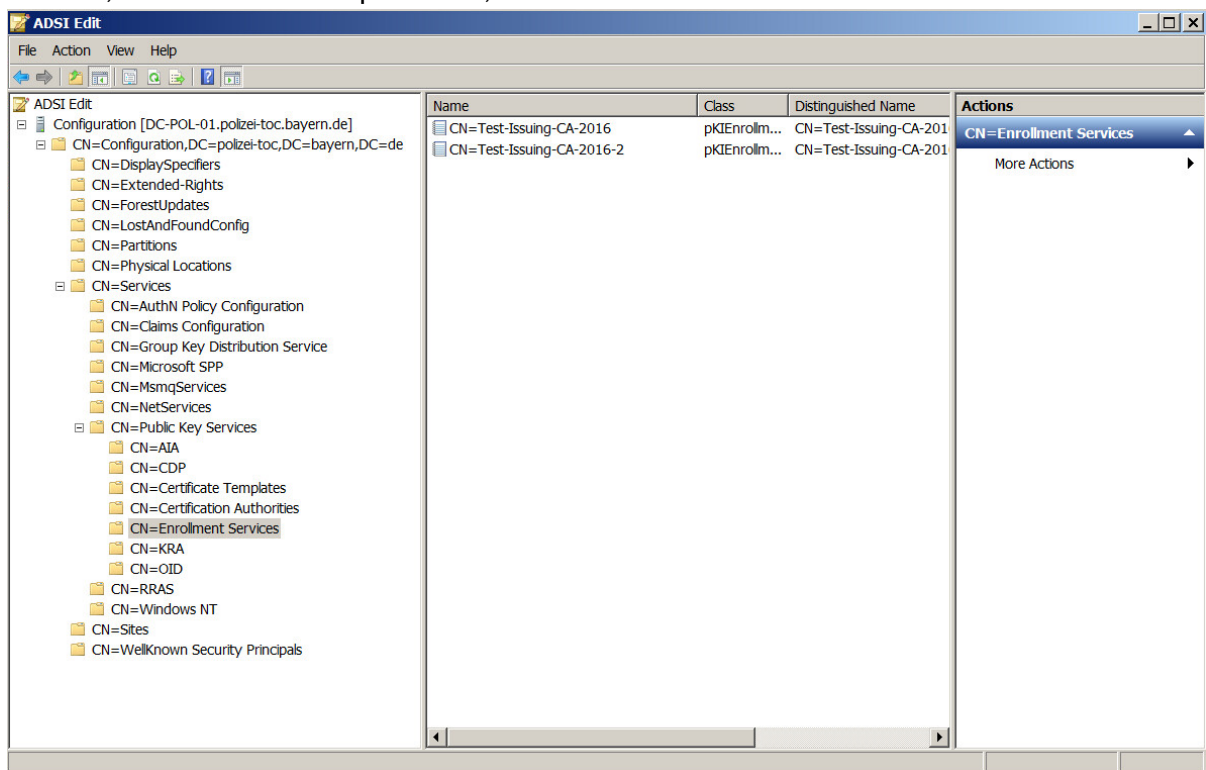 ADSI Edit
File Action View Help
ADSI Edit
Configuration [DC-POL-01.polizei-toc.bayern.de]
CN=Configuration,DC=polizei-toc,DC=bayern,DC=de
CN=DisplaySpecifiers
CN=Extended-Rights
CN=ForestUpdates
CN=LostAndFoundConfig
CN=Partitions
CN=Physical Locations
CN=Services
CN=AuthN Policy Configuration
CN=Claims Configuration
CN=Group Key Distribution Service
CN=Microsoft SPP
CN=MsmqServices
CN=NetServices
CN=Public Key Services
CN=AIA
CN=CDP
CN=Certificate Templates
CN=Certification Authorities
CN=Enrollment Services
CN=KRA
CN=OID
CN=RRAS
CN=Windows NT
CN=Sites
CN=WellKnown Security Principals
Name Class Distinguished Name
CN=Test-Issuing-CA-2016 pKIEnrollm... CN=Test-Issuing-CA-201
CN=Test-Issuing-CA-2016-2 pKIEnrollm... CN=Test-Issuing-CA-201
Actions
CN=Enrollment Services
More Actions